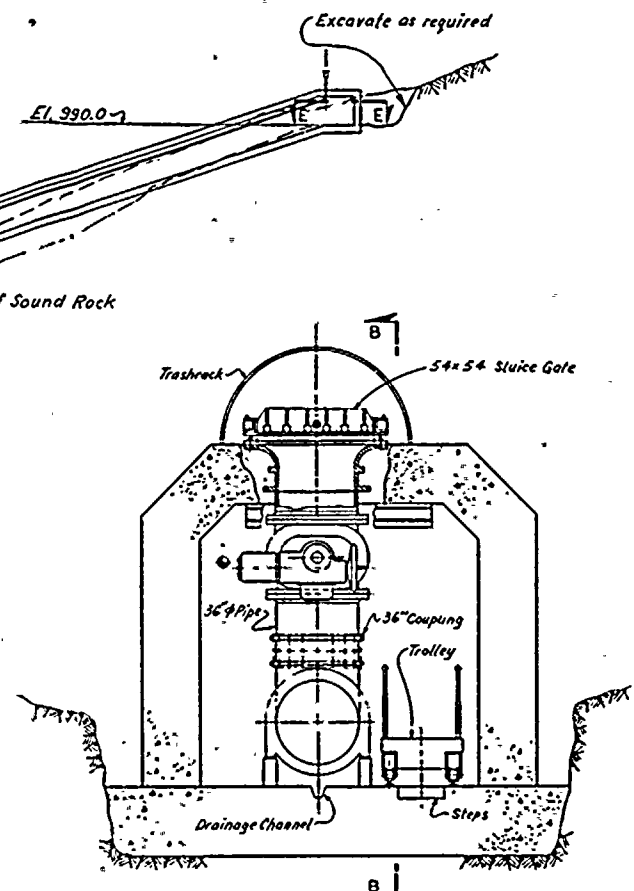 Excavate as required
El. 990.0
E E
f Sound Rock
B
Trashrack
54x54 Sluice Gate
36"φ Pipe
36" Coupling
Trolley
Drainage Channel
Steps
B